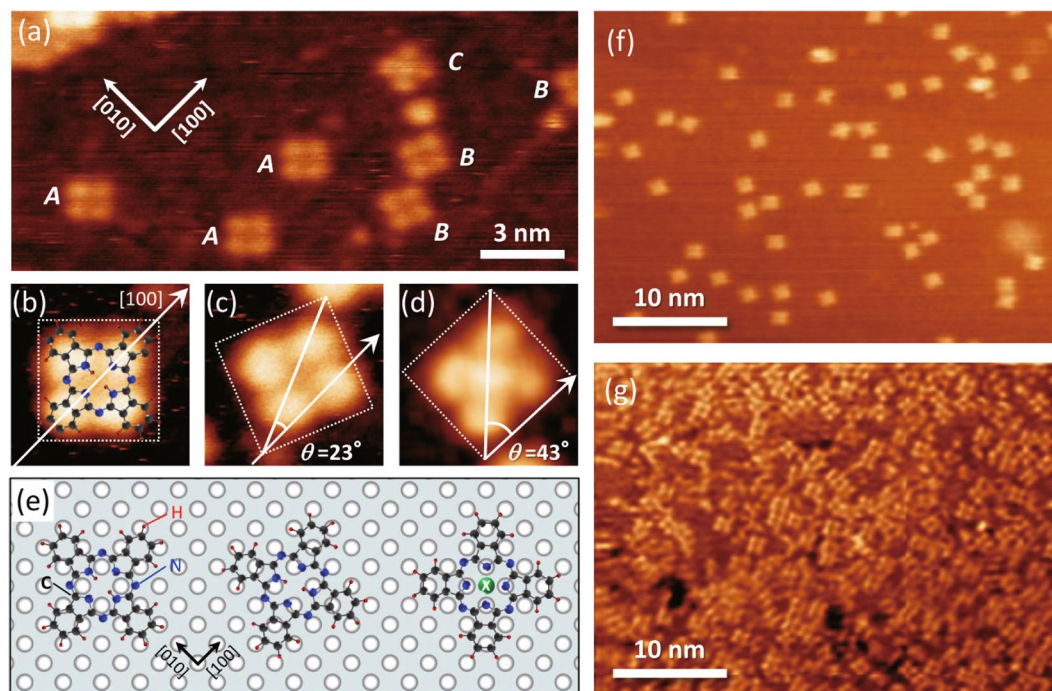 (a)
[010]
[100]
A
A
A
C
B
B
B
3 nm
(b)
[100]
(c)
θ=23°
(d)
θ=43°
(e)
H
N
C
X
[010]
[100]
(f)
10 nm
(g)
10 nm